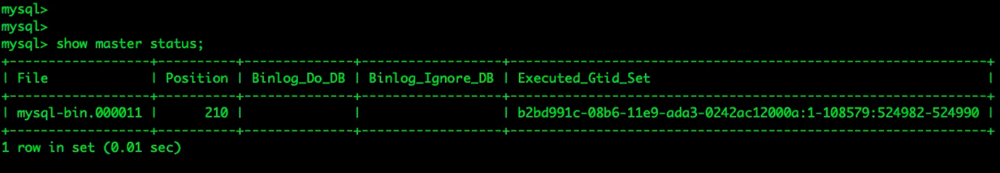 mysql>
mysql>
mysql> show master status;
+------------------+----------+--------------+------------------+-------------------------------------------------------------+
| File             | Position | Binlog_Do_DB | Binlog_Ignore_DB | Executed_Gtid_Set                                           |
+------------------+----------+--------------+------------------+-------------------------------------------------------------+
| mysql-bin.000011 |      210 |              |                  | b2bd991c-08b6-11e9-ada3-0242ac12000a:1-108579:524982-524990 |
+------------------+----------+--------------+------------------+-------------------------------------------------------------+
1 row in set (0.01 sec)